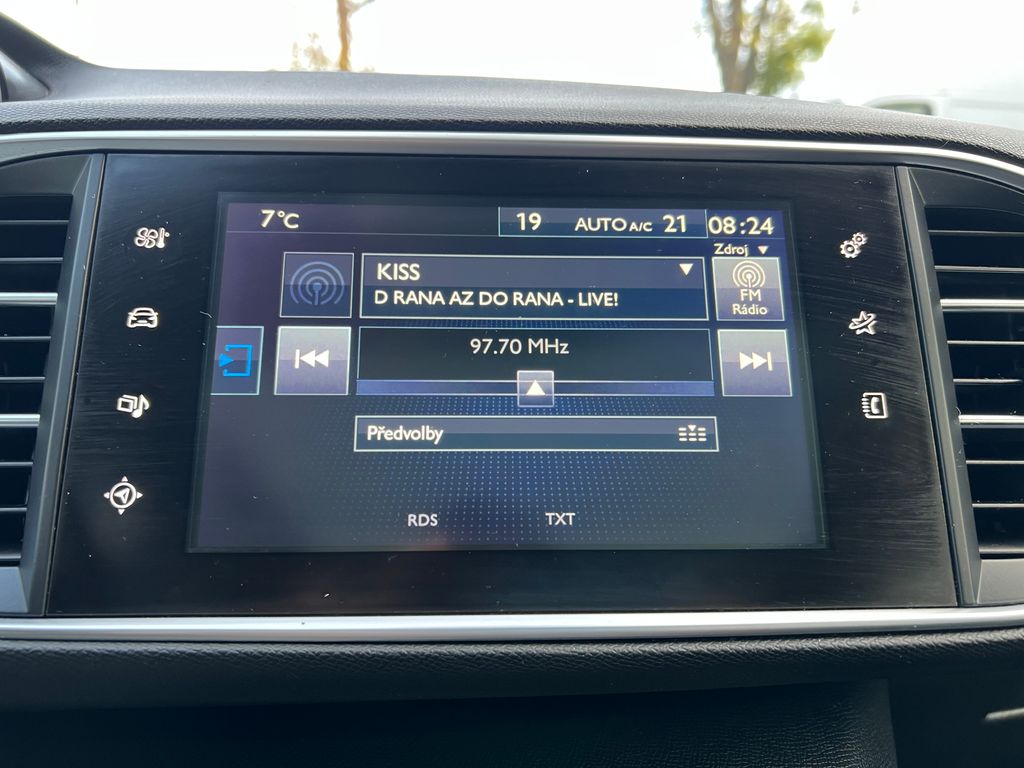 7°C
19 AUTO A/C 21 08:24
Zdroj
KISS
D RANA AZ DO RANA - LIVE!
FM
Rádio
97.70 MHz
Předvolby
RDS TXT